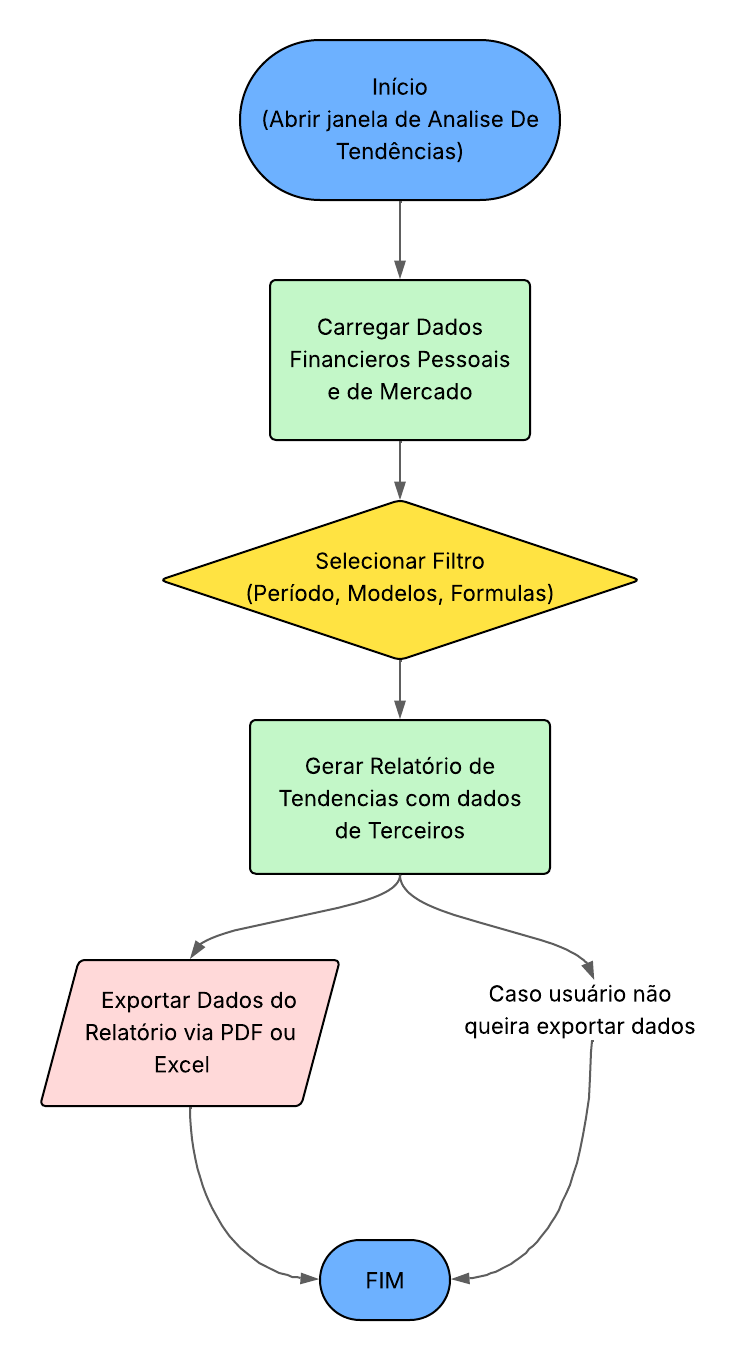 Início
(Abrir janela de Analise De
Tendências)
Carregar Dados
Financieros Pessoais
e de Mercado
Selecionar Filtro
(Período, Modelos, Formulas)
Gerar Relatório de
Tendencias com dados
de Terceiros
Exportar Dados do
Relatório via PDF ou
Excel
Caso usuário não
queira exportar dados
FIM